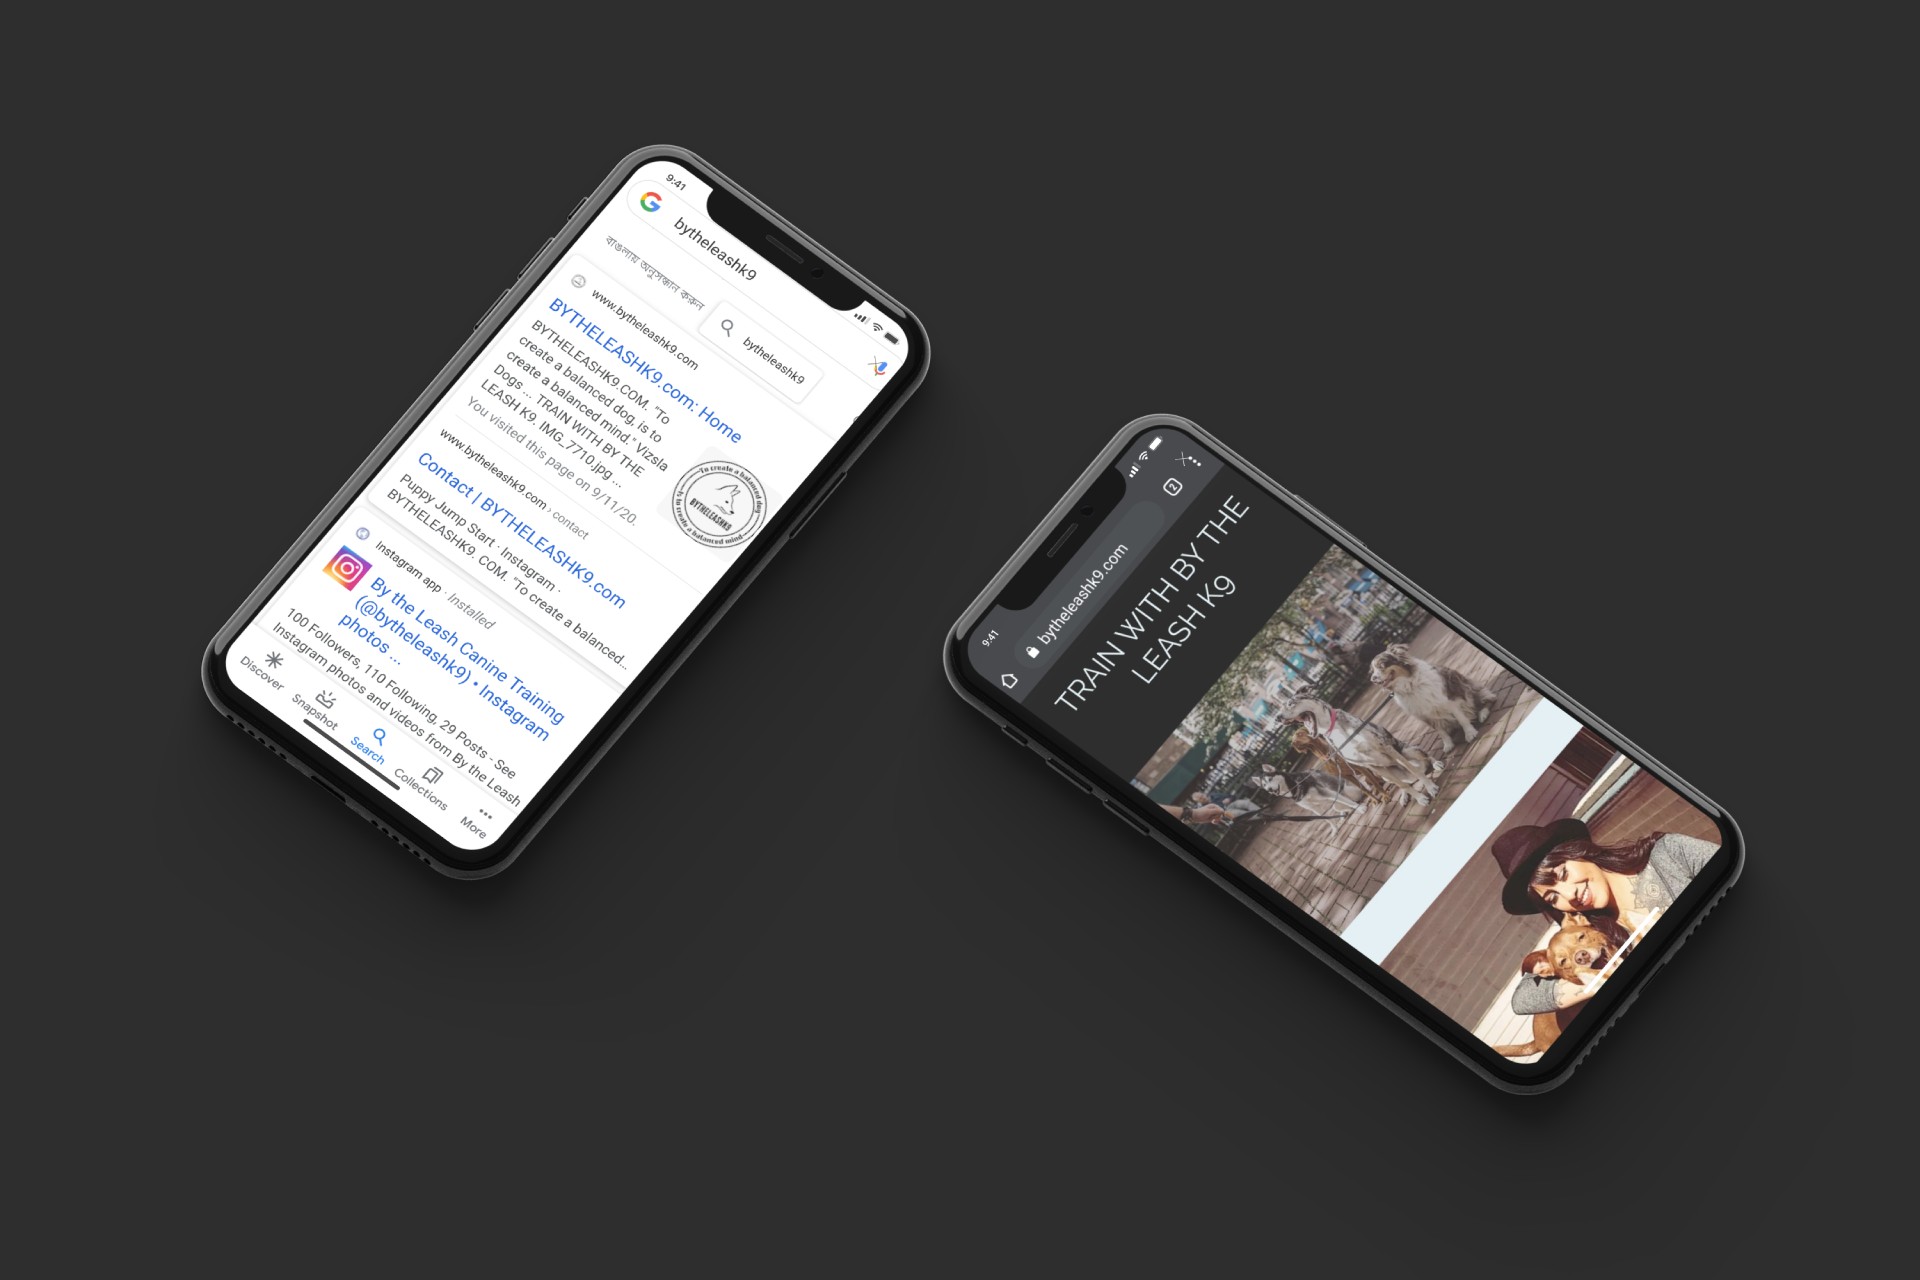 9:41
bytheleashk9
বাঙলায় অনুসন্ধান করুন
bytheleashk9
www.bytheleashk9.com
BYTHELEASHK9.com: Home
BYTHELEASHK9.COM. "To
create a balanced dog, is to
create a balanced mind." Vizsla
Dogs ... TRAIN WITH BY THE
LEASH K9. IMG_7710.jpg ...
You visited this page on 9/11/20.
To create a balanced dog
is to create a balanced mind
BYTHELEASHK9
www.bytheleashk9.com › contact
Contact | BYTHELEASHK9.com
Puppy Jump Start · Instagram ·
BYTHELEASHK9. COM. "To create a balanced...
Instagram app · Installed
By the Leash Canine Training
(@bytheleashk9) • Instagram
photos ...
100 Followers, 110 Following, 29 Posts - See
Instagram photos and videos from By the Leash
Discover
Snapshot
Search
Collections
More
9:41
bytheleashk9.com
2
TRAIN WITH BY THE
LEASH K9